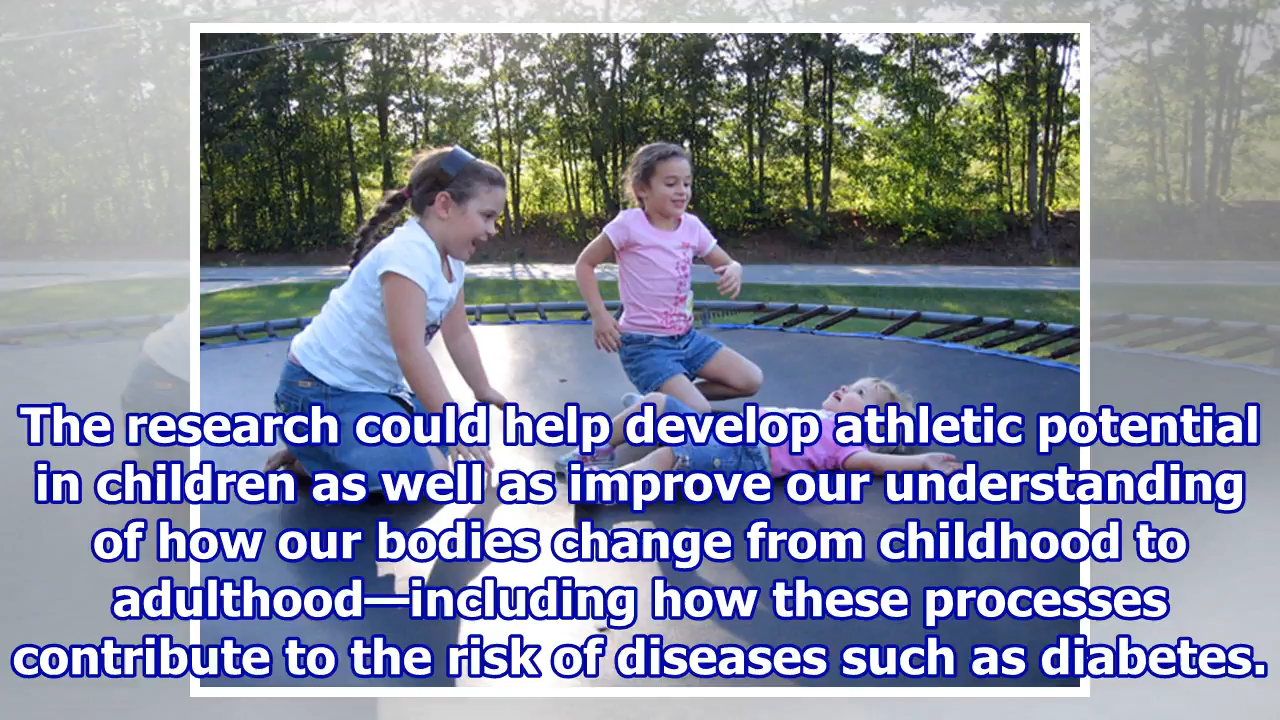 The research could help develop athletic potential
in children as well as improve our understanding
of how our bodies change from childhood to
adulthood—including how these processes
contribute to the risk of diseases such as diabetes.